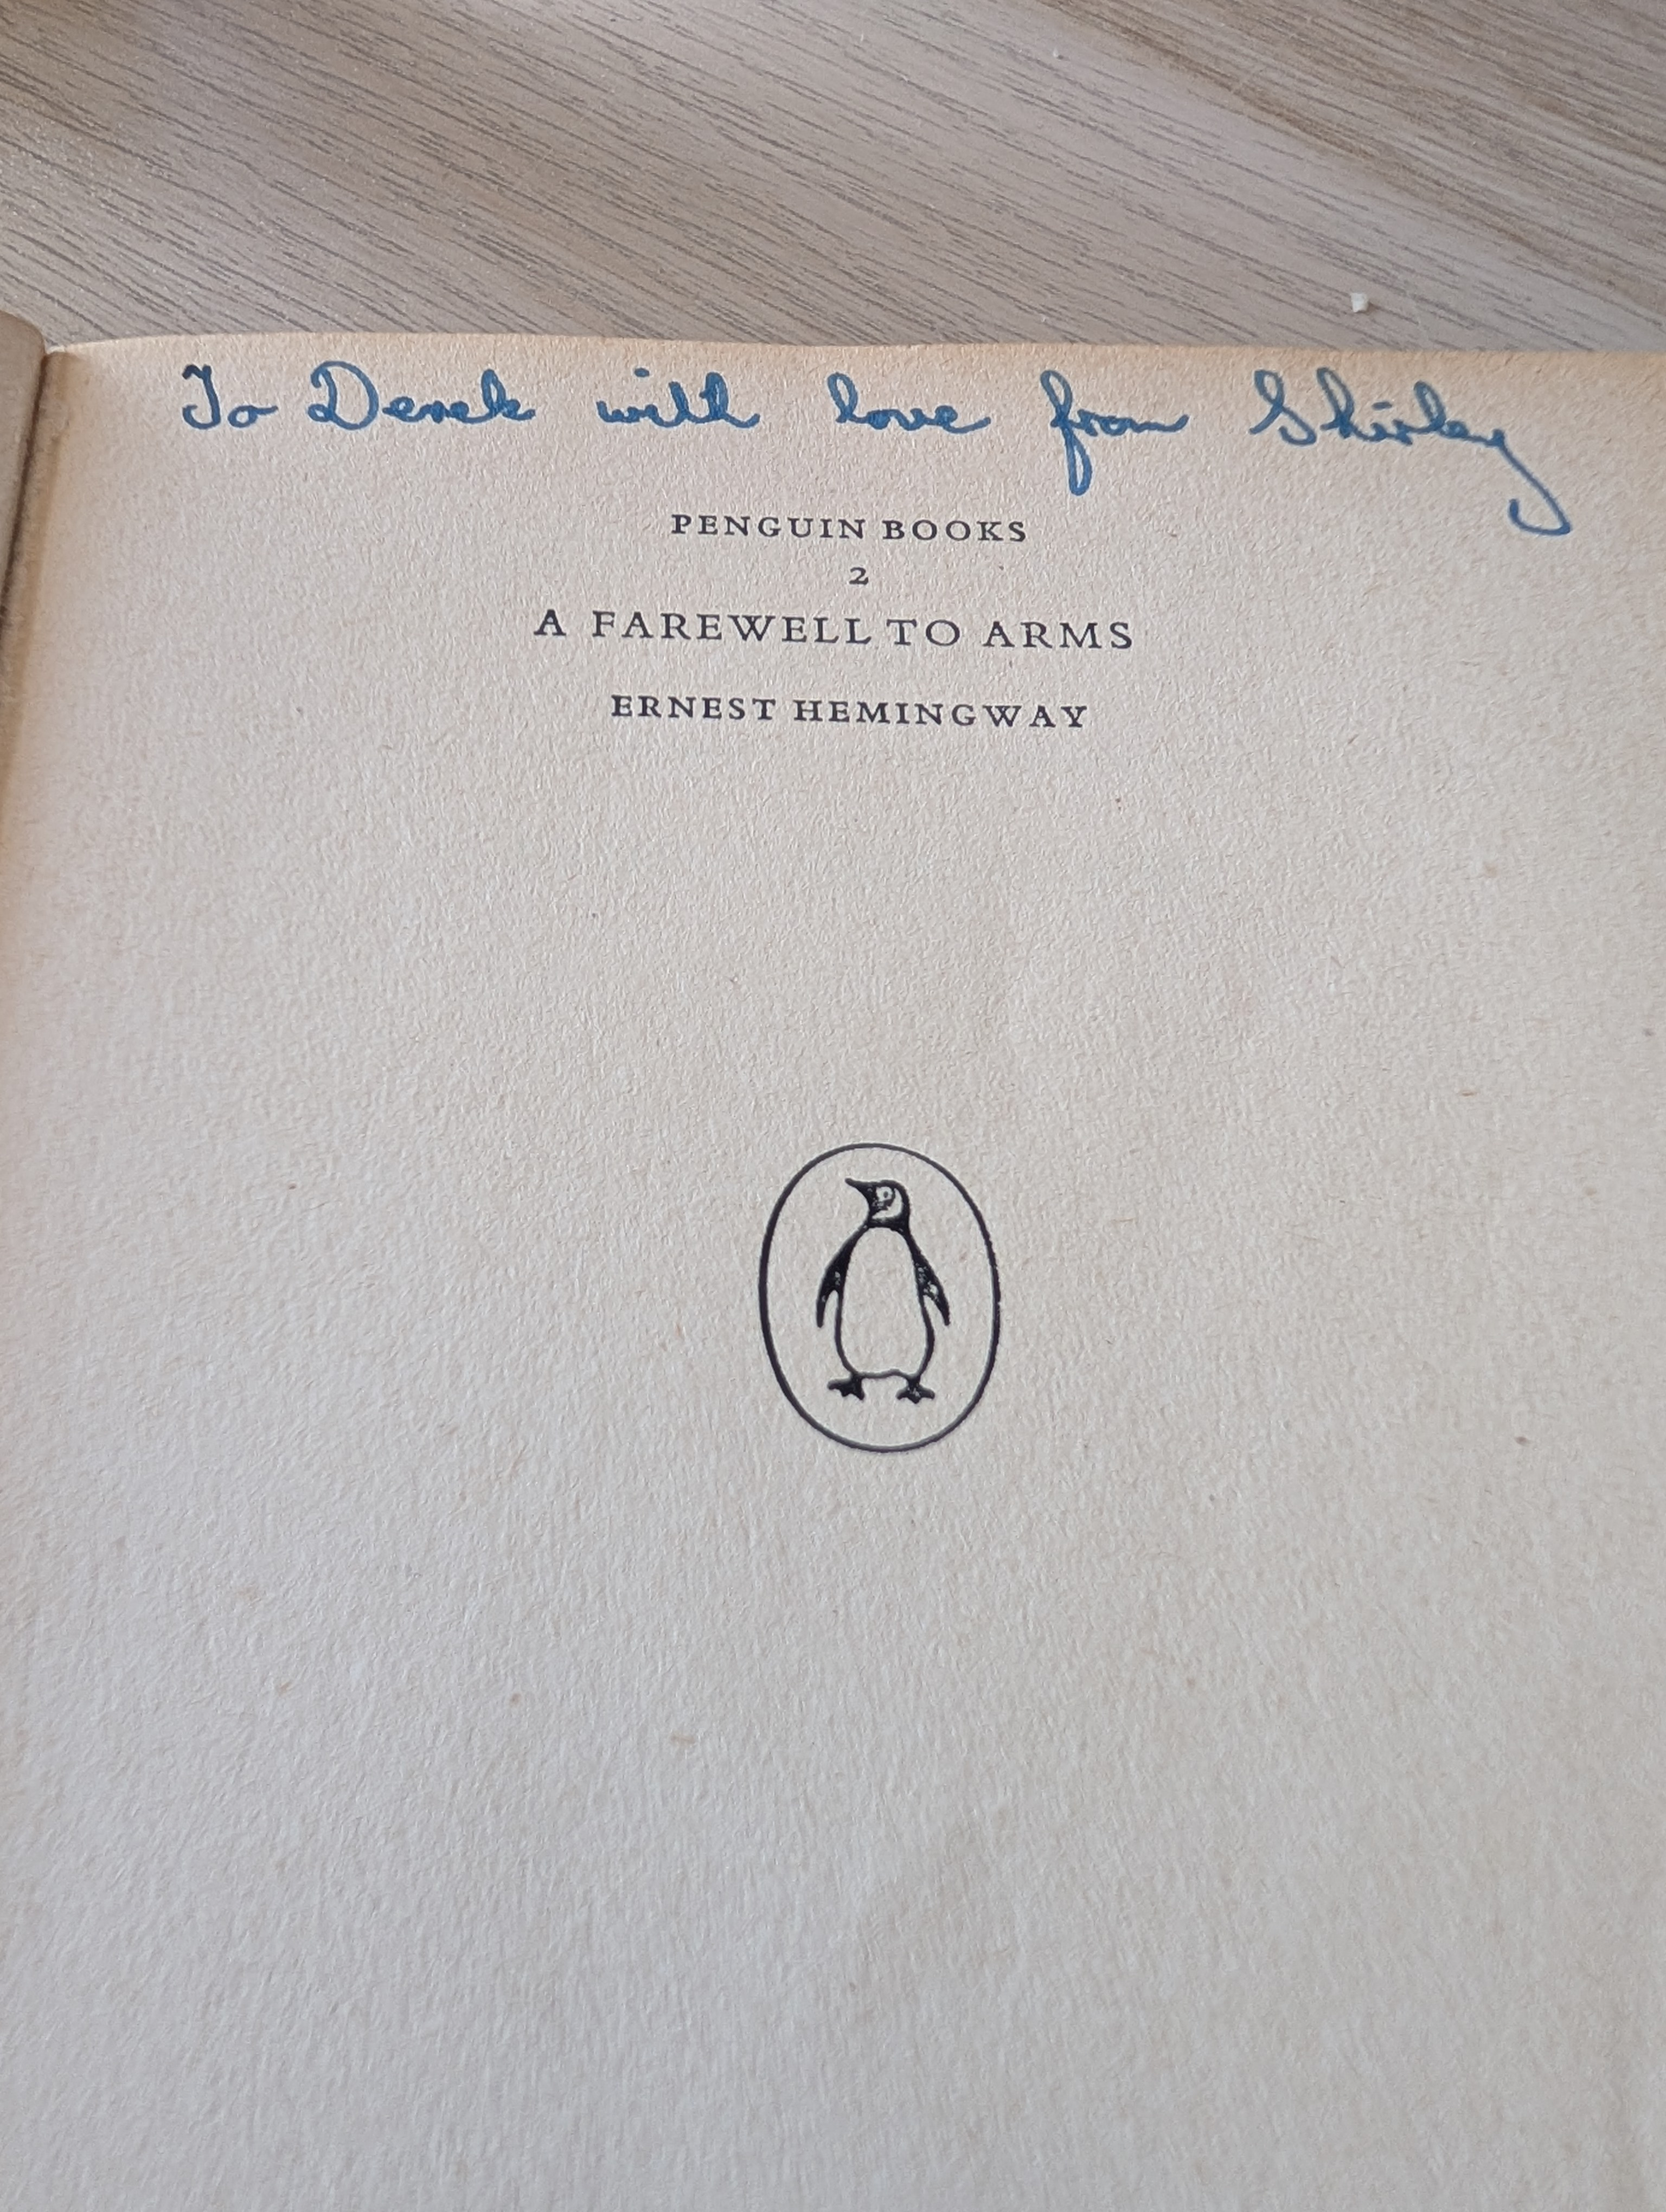 To Derek with love from Shirley
PENGUIN BOOKS
2
A FAREWELL TO ARMS
ERNEST HEMINGWAY